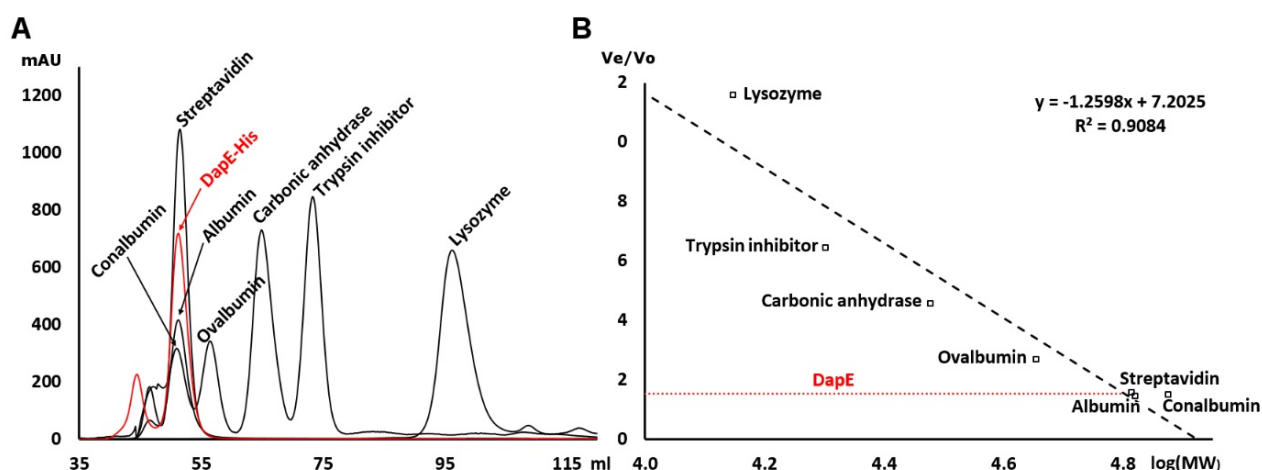 A
mAU
1200
1000
800
600
400
200
0
35 55 75 95 115 ml
Conalbumin
Streptavidin
DapE-His
Albumin
Ovalbumin
Carbonic anhydrase
Trypsin inhibitor
Lysozyme
B
Ve/Vo
2
0
8
6
4
2
0
4.0 4.2 4.4 4.6 4.8 log(MW)
y = -1.2598x + 7.2025
R² = 0.9084
Lysozyme
Trypsin inhibitor
Carbonic anhydrase
Ovalbumin
DapE
Streptavidin
Albumin Conalbumin